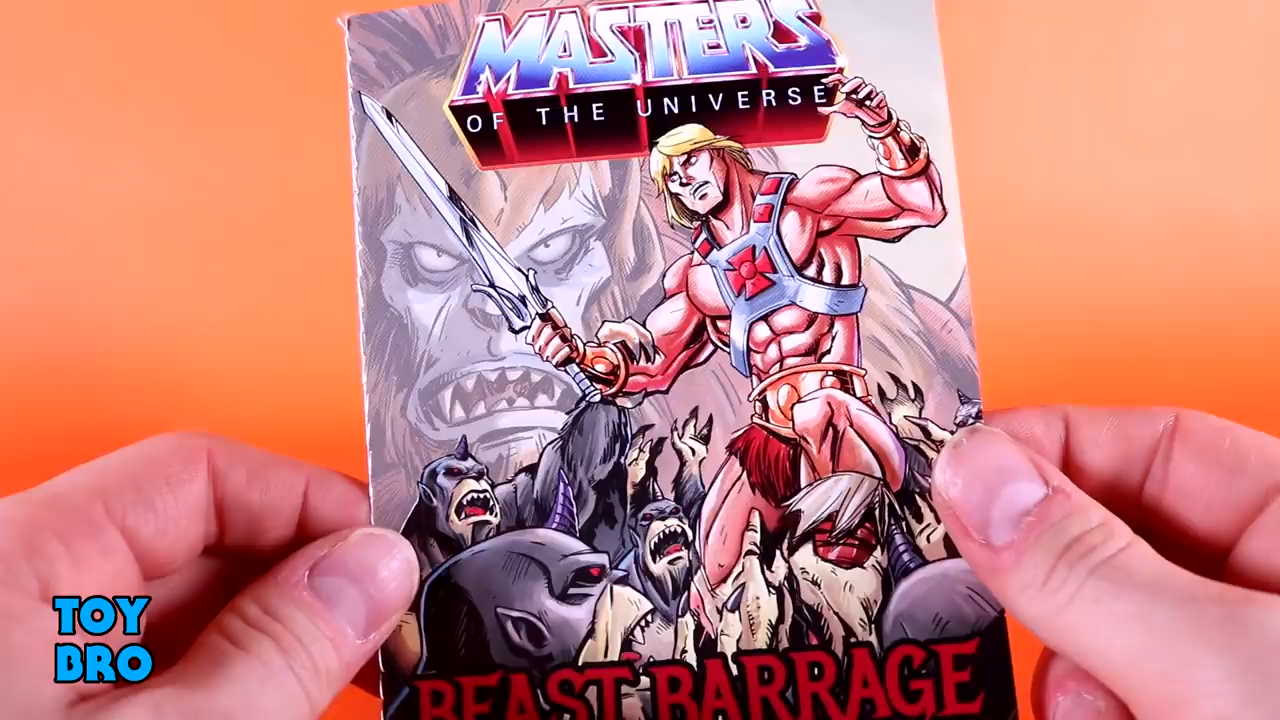 MASTERS
OF THE UNIVERSE
BEAST BARRAGE
TOY
BRO